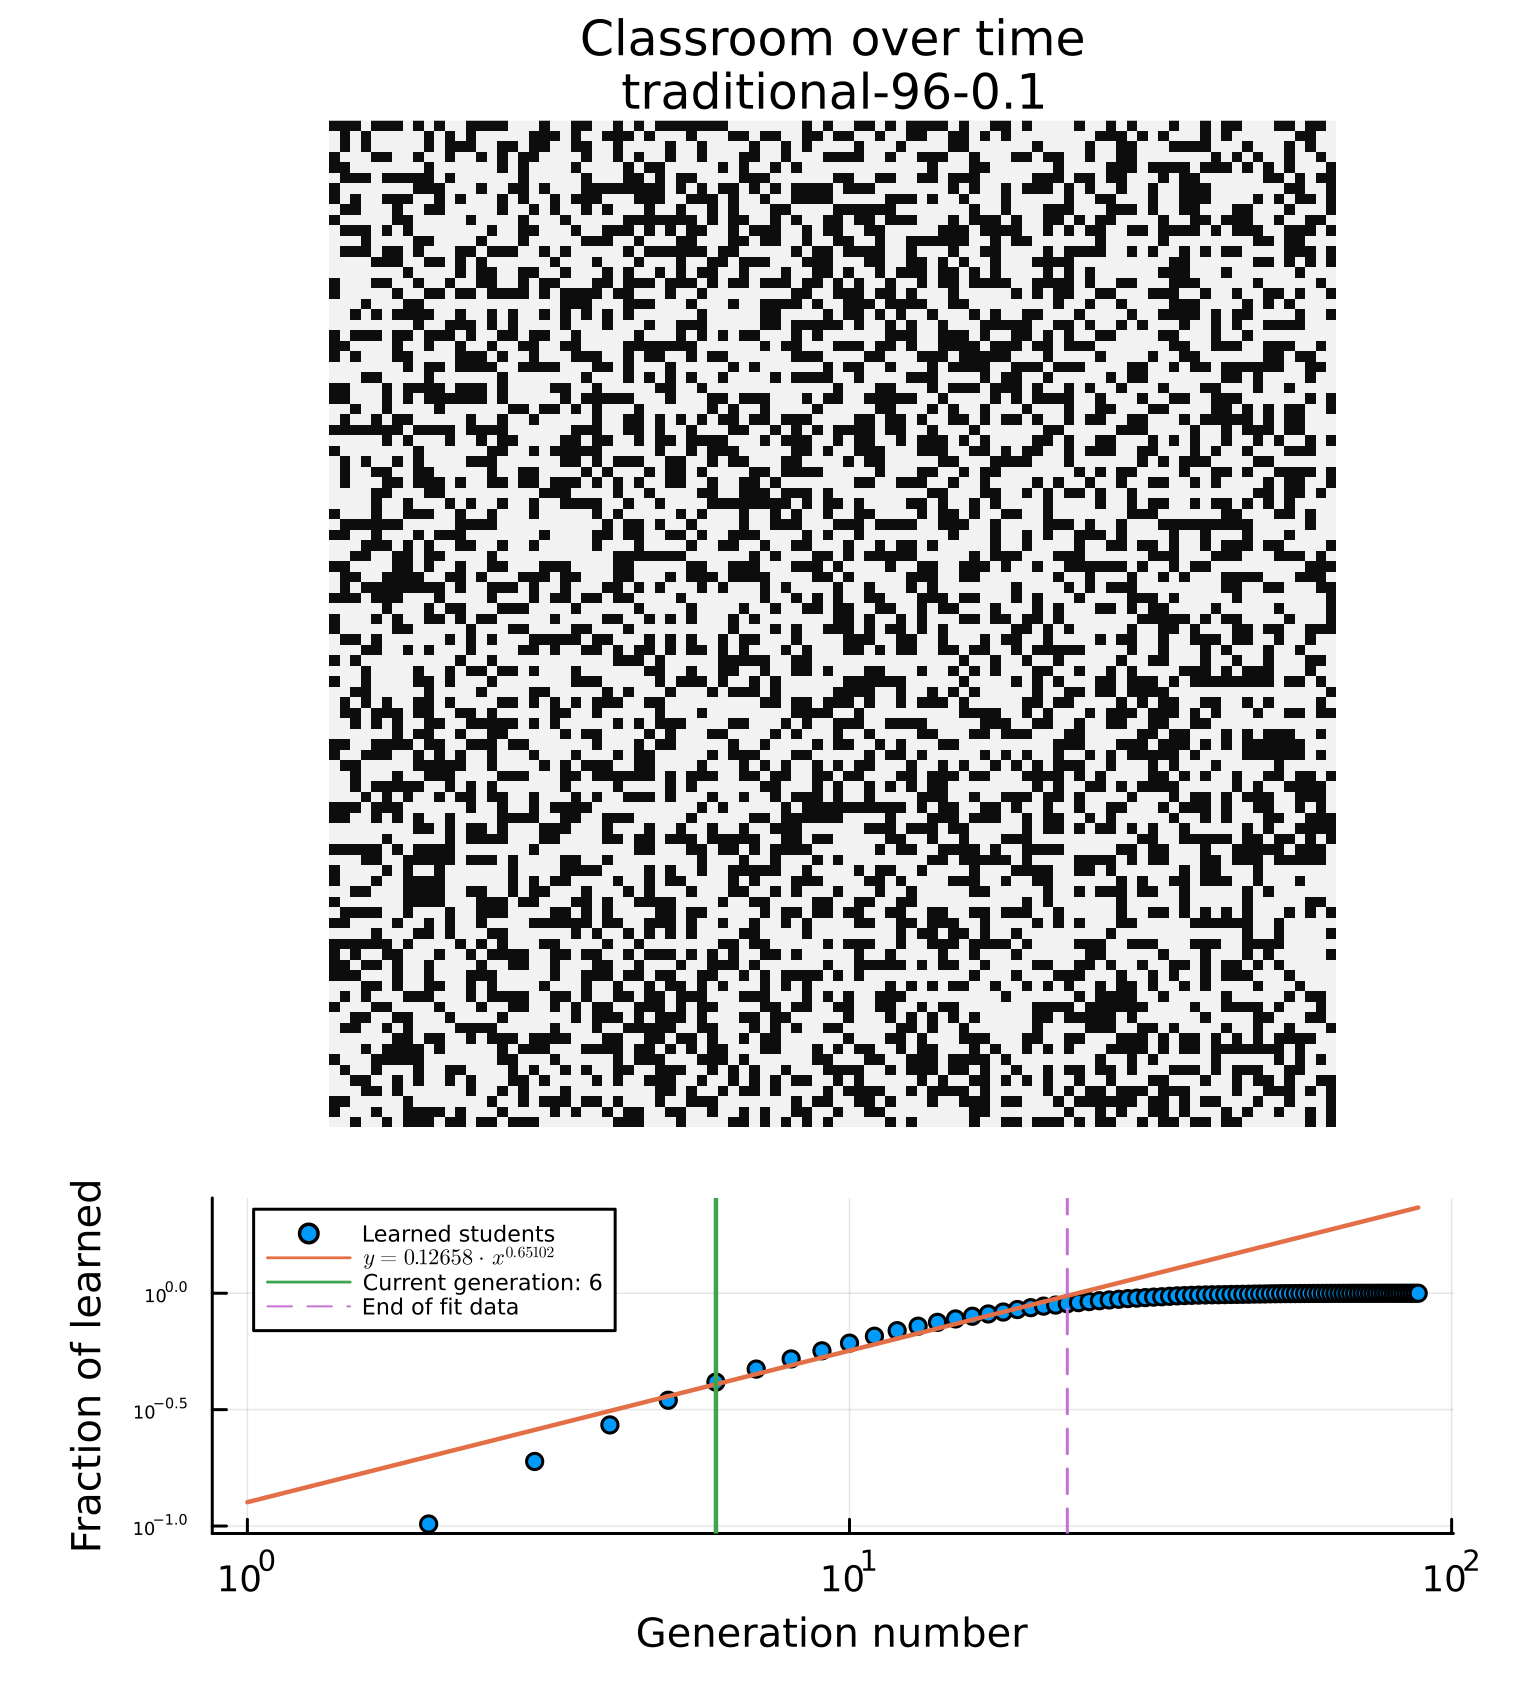 Classroom over time
traditional-96-0.1
Fraction of learned
Learned students
y = 0.12658 · x^0.65102
Current generation: 6
End of fit data
10^0.0
10^−0.5
10^−1.0
10^0
10^1
10^2
Generation number